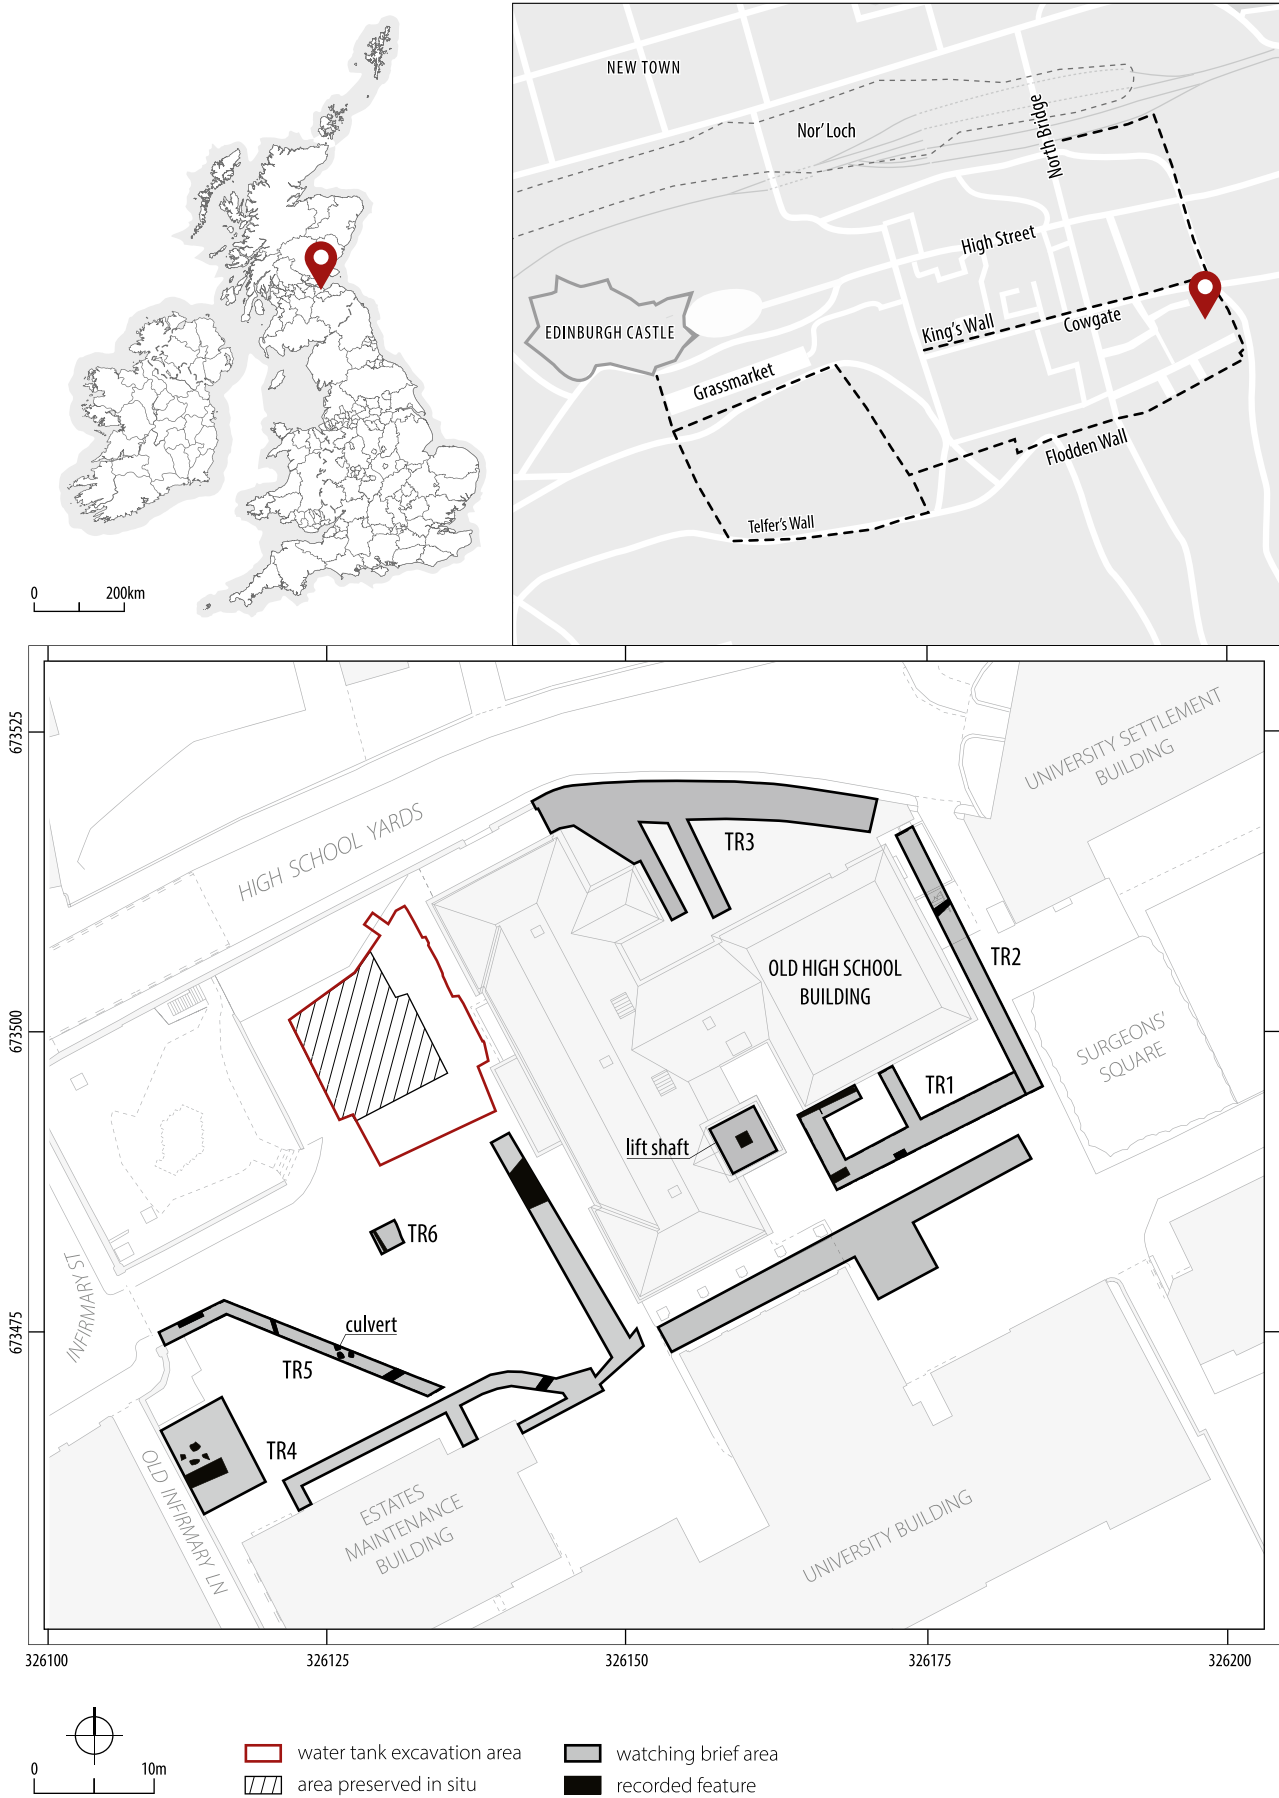 0 200km
NEW TOWN
Nor' Loch
North Bridge
High Street
EDINBURGH CASTLE
King's Wall
Cowgate
Grassmarket
Flodden Wall
Telfer's Wall
673525
673500
673475
UNIVERSITY SETTLEMENT
BUILDING
HIGH SCHOOL YARDS
TR3
TR2
OLD HIGH SCHOOL
BUILDING
SURGEONS'
SQUARE
TR1
lift shaft
TR6
INFIRMARY ST
culvert
TR5
TR4
OLD INFIRMARY LN
ESTATES
MAINTENANCE
BUILDING
UNIVERSITY BUILDING
326100 326125 326150 326175 326200
0 10m
water tank excavation area
area preserved in situ
watching brief area
recorded feature